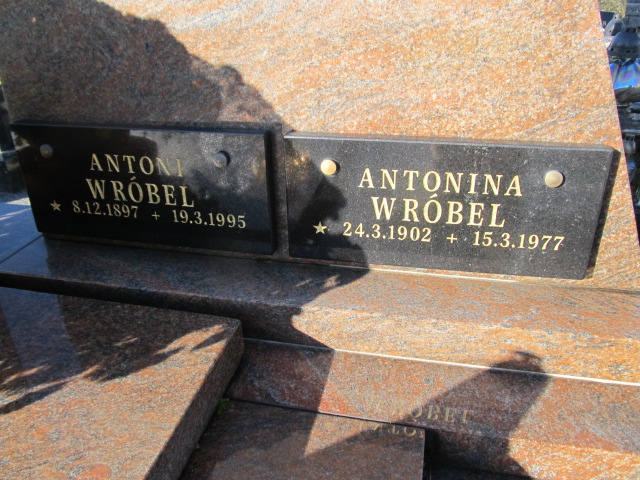 ANTONI
WRÓBEL
★ 8.12.1897 + 19.3.1995
ANTONINA
WRÓBEL
★ 24.3.1902 + 15.3.1977